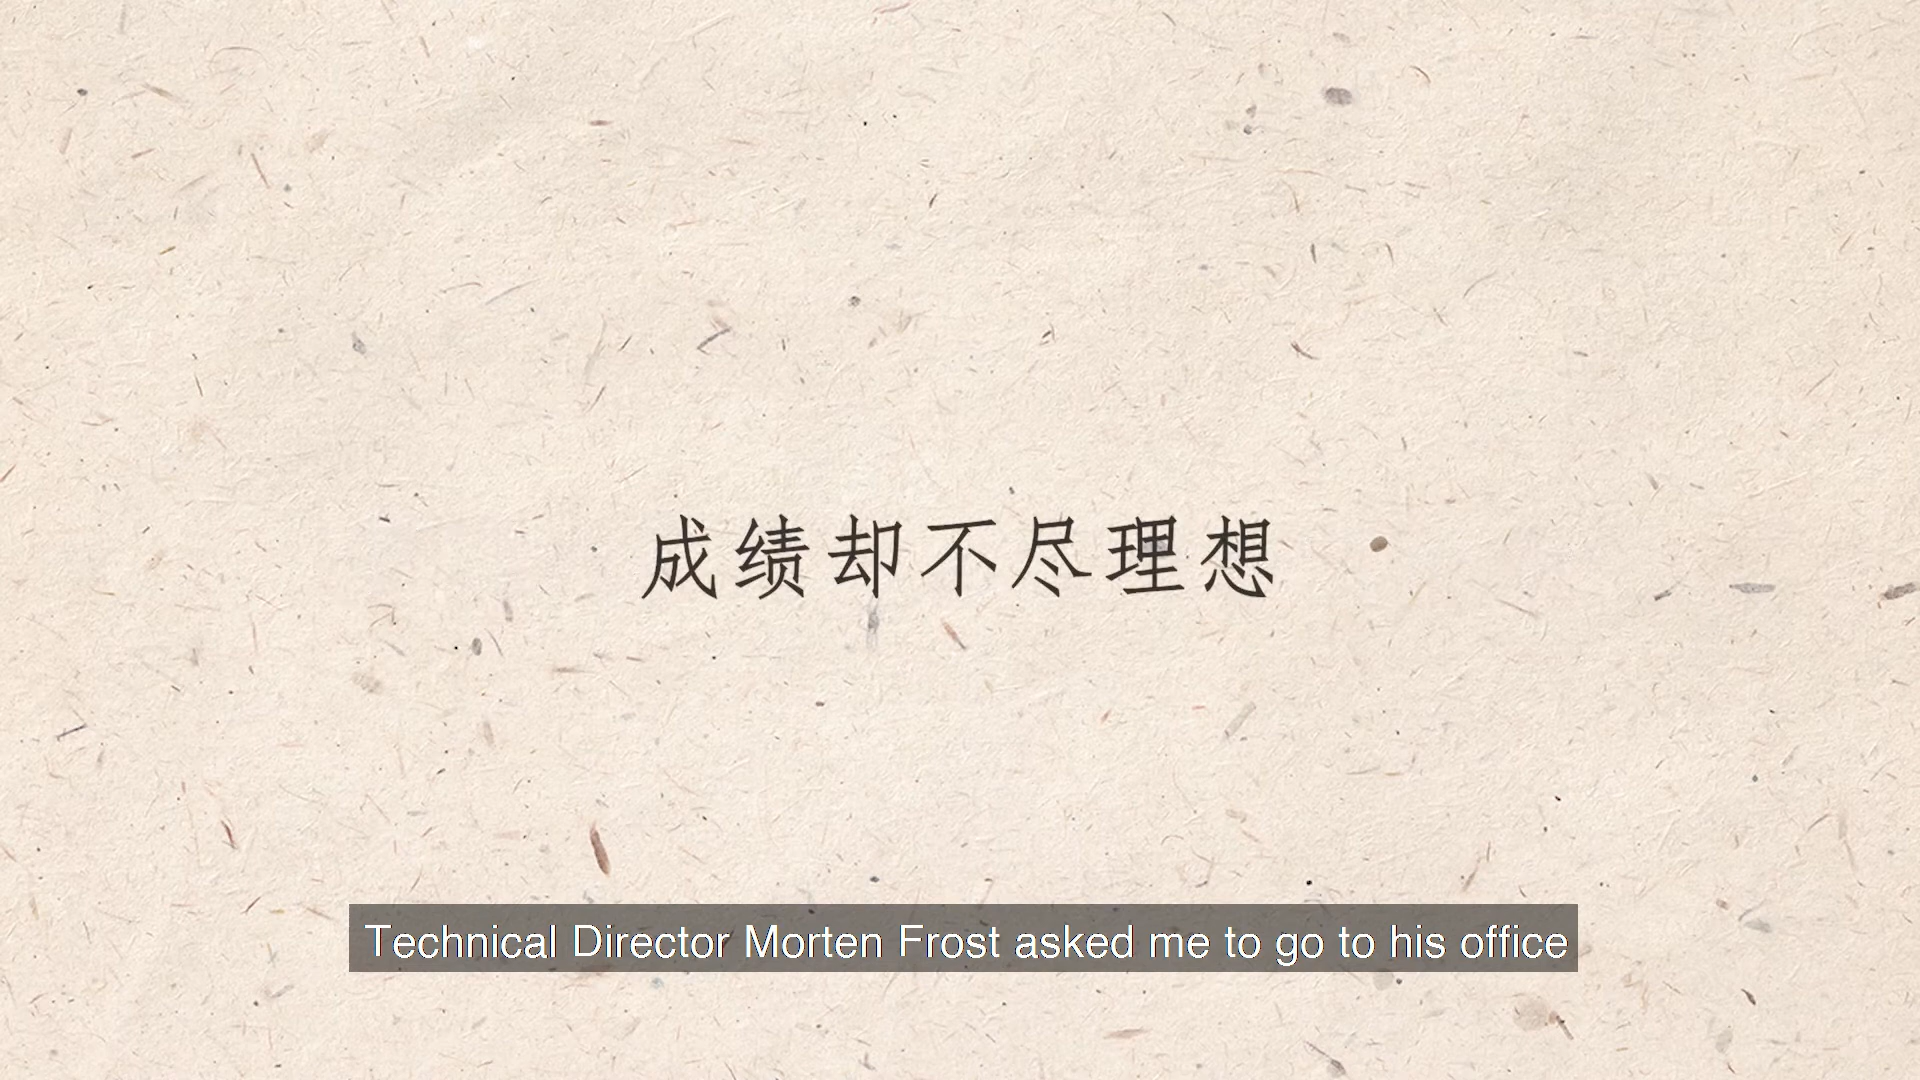 成绩却不尽理想
Technical Director Morten Frost asked me to go to his office